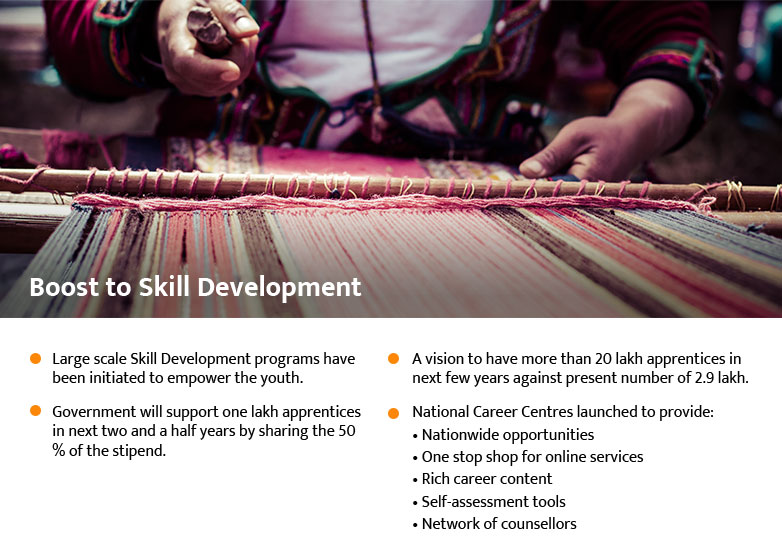 Boost to Skill Development
Large scale Skill Development programs have
been initiated to empower the youth.
Government will support one lakh apprentices
in next two and a half years by sharing the 50
% of the stipend.
A vision to have more than 20 lakh apprentices in
next few years against present number of 2.9 lakh.
National Career Centres launched to provide:
• Nationwide opportunities
• One stop shop for online services
• Rich career content
• Self-assessment tools
• Network of counsellors